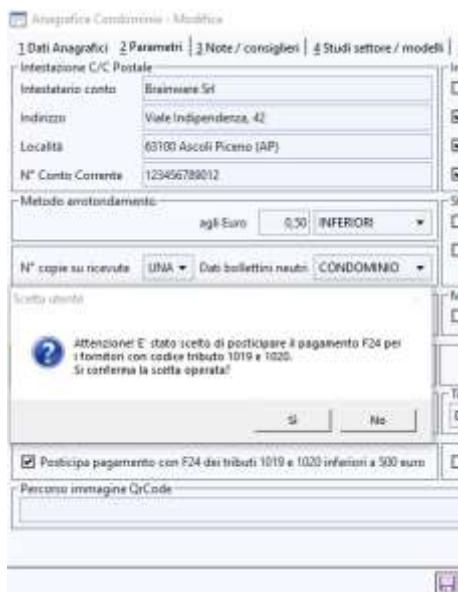 Anagrafica Condominio - Modifica
1 Dati Anagrafici 2 Parametri 3 Note / consiglieri 4 Studi settore / modelli
Intestazione C/C Postale
Intestatario conto Brainware Srl
Indirizzo Viale Indipendenza, 42
Località 63100 Ascoli Piceno (AP)
N° Conto Corrente 123456789012
Metodo arrotondamento
agli Euro 0,50 INFERIORI
N° copie su ricevute UNA Dati bollettini neutri CONDOMINIO
Scelta utente
Attenzione! E' stato scelto di posticipare il pagamento F24 per
i fornitori con codice tributo 1019 e 1020.
Si conferma la scelta operata?
Sì No
Posticipa pagamento con F24 dei tributi 1019 e 1020 inferiori a 500 euro
Percorso immagine QrCode